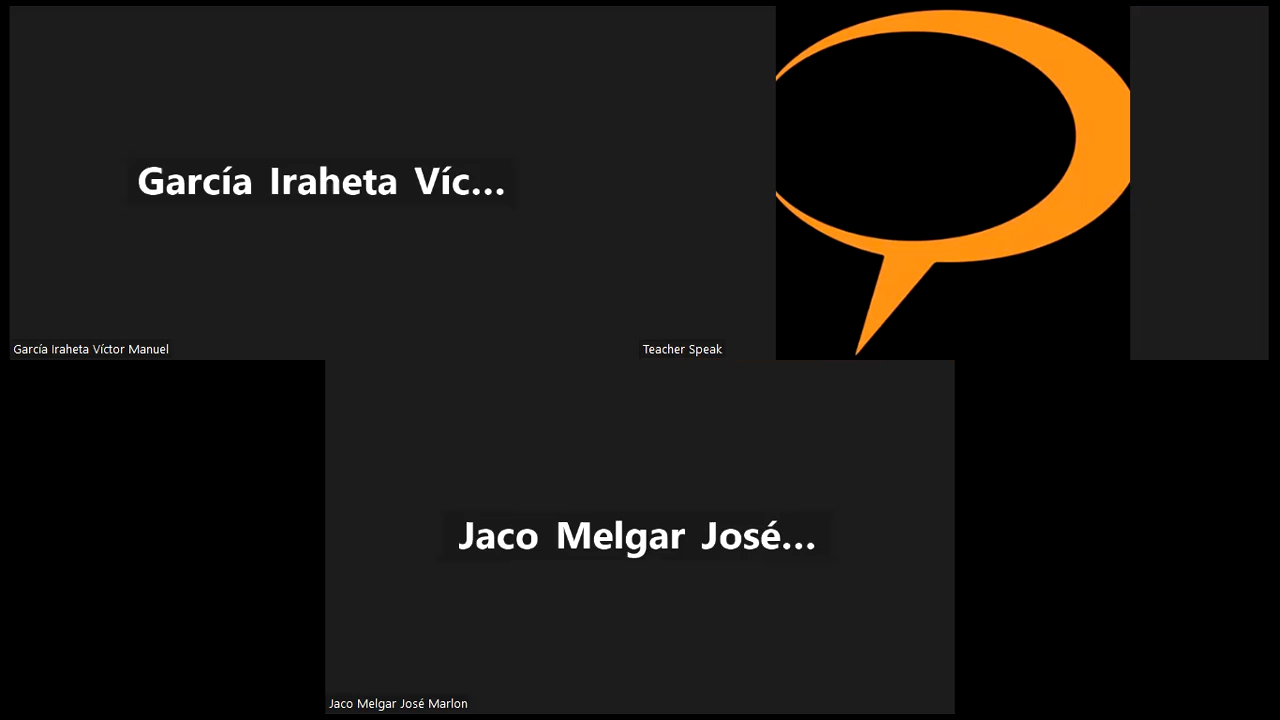 García Iraheta Víc...
García Iraheta Víctor Manuel
Teacher Speak
Jaco Melgar José...
Jaco Melgar José Marlon